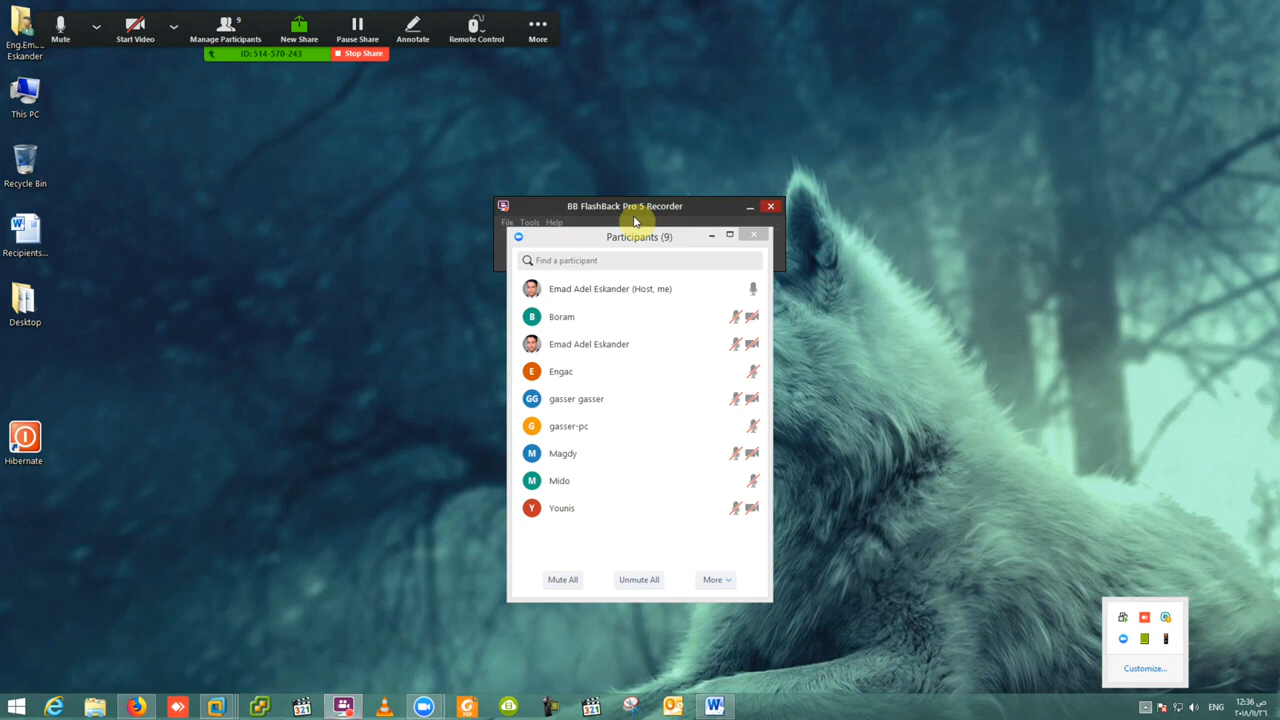 Mute
Start Video
9
Manage Participants
New Share
Pause Share
Annotate
Remote Control
More
ID: 514-570-243
Stop Share
Eng.Emad
Eskander
This PC
Recycle Bin
Recipients...
Desktop
Hibernate
BB FlashBack Pro 5 Recorder
File Tools Help
Participants (9)
Find a participant
Emad Adel Eskander (Host, me)
B Boram
Emad Adel Eskander
E Engac
GG gasser gasser
G gasser-pc
M Magdy
M Mido
Y Younis
Mute All Unmute All More
Customize...
ENG
12:36 ص